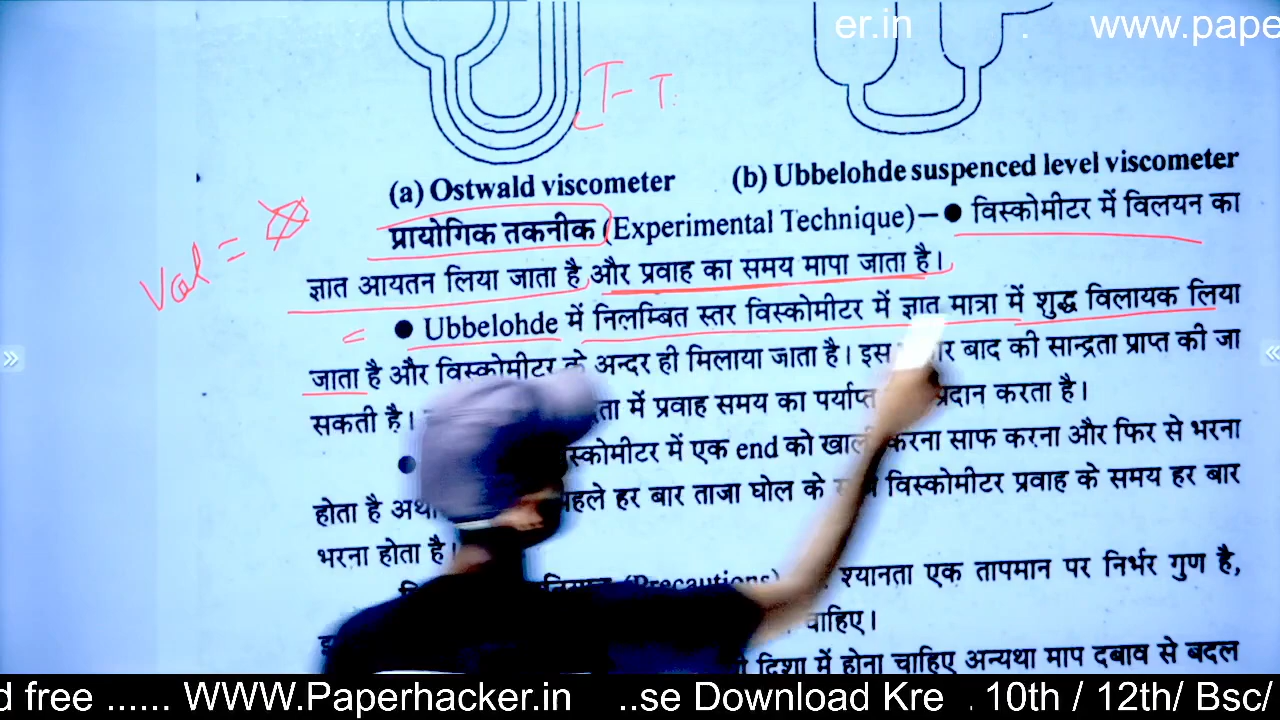 er.in . www.pape
T- T.
(a) Ostwald viscometer (b) Ubbelohde suspenced level viscometer
Vol =
प्रायोगिक तकनीक (Experimental Technique)–● विस्कोमीटर में विलयन का
ज्ञात आयतन लिया जाता है और प्रवाह का समय मापा जाता है।
● Ubbelohde में निलम्बित स्तर विस्कोमीटर में ज्ञात मात्रा में शुद्ध विलायक लिया
जाता है और विस्कोमीटर के अन्दर ही मिलाया जाता है। इस बाद की सान्द्रता प्राप्त की जा
सकती है। में प्रवाह समय का पर्याप्त प्रदान करता है।
● में एक end को खाली करना साफ करना और फिर से भरना
होता है पहले हर बार ताजा घोल के विस्कोमीटर प्रवाह के समय हर बार
भरना होता है।
(Precautions) श्यानता एक तापमान पर निर्भर गुण है,
चाहिए।
दिशा में होना चाहिए अन्यथा माप दबाव से बदल
d free ...... WWW.Paperhacker.in ..se Download Kre . 10th / 12th/ Bsc/